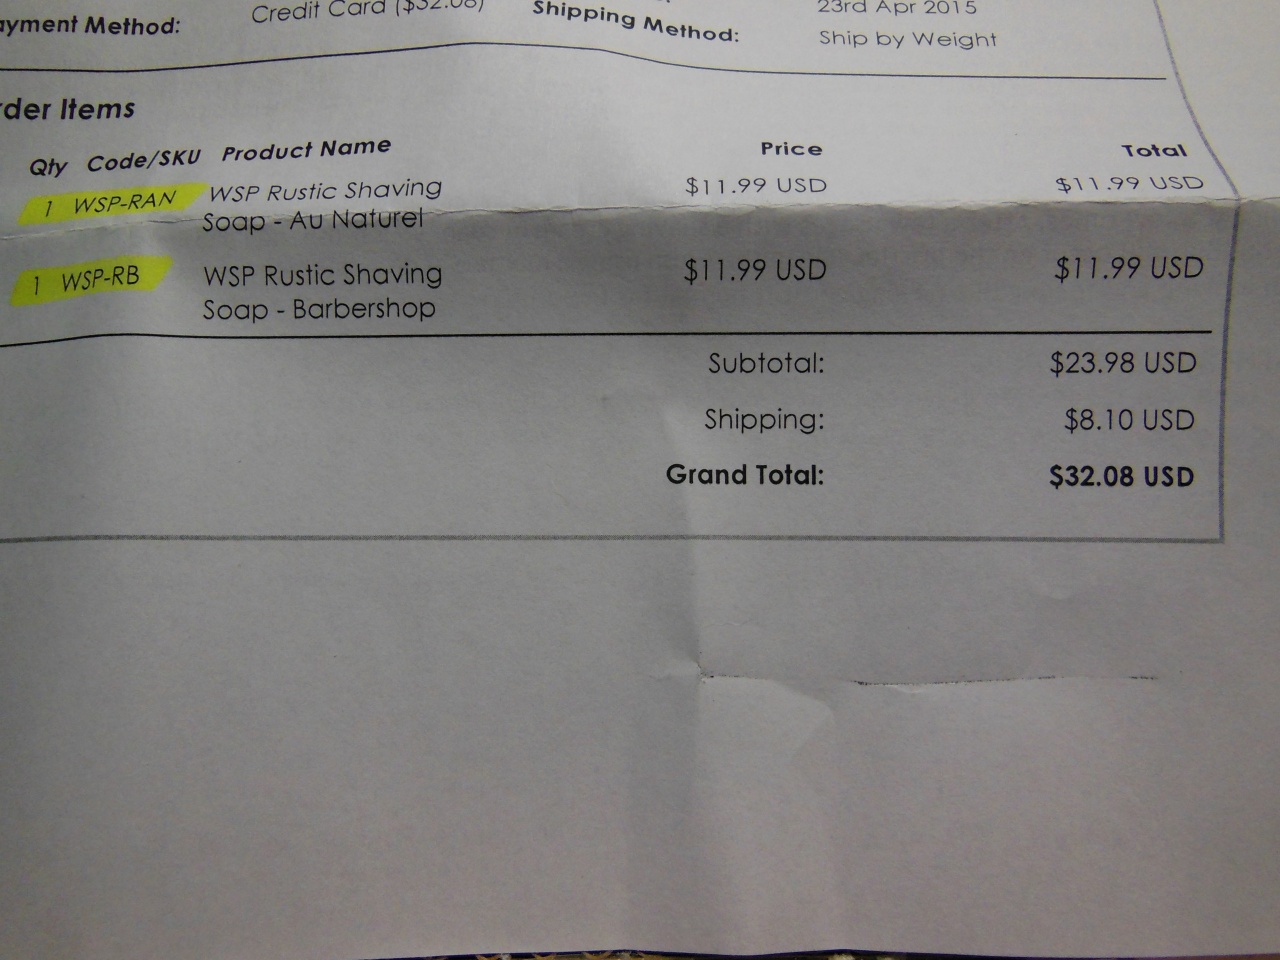 ayment Method: Credit Card ($32.08) 23rd Apr 2015
Shipping Method: Ship by Weight
rder Items
Qty Code/SKU Product Name Price Total
1 WSP-RAN WSP Rustic Shaving $11.99 USD $11.99 USD
Soap - Au Naturel
1 WSP-RB WSP Rustic Shaving $11.99 USD $11.99 USD
Soap - Barbershop
Subtotal: $23.98 USD
Shipping: $8.10 USD
Grand Total: $32.08 USD